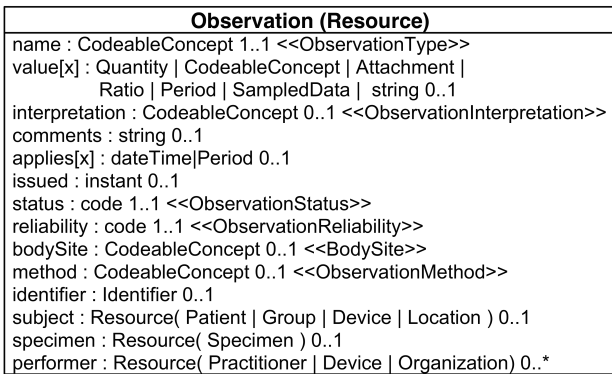 Observation (Resource)
name : CodeableConcept 1..1 <<ObservationType>>
value[x] : Quantity | CodeableConcept | Attachment |
Ratio | Period | SampledData | string 0..1
interpretation : CodeableConcept 0..1 <<ObservationInterpretation>>
comments : string 0..1
applies[x] : dateTime|Period 0..1
issued : instant 0..1
status : code 1..1 <<ObservationStatus>>
reliability : code 1..1 <<ObservationReliability>>
bodySite : CodeableConcept 0..1 <<BodySite>>
method : CodeableConcept 0..1 <<ObservationMethod>>
identifier : Identifier 0..1
subject : Resource( Patient | Group | Device | Location ) 0..1
specimen : Resource( Specimen ) 0..1
performer : Resource( Practitioner | Device | Organization) 0..*